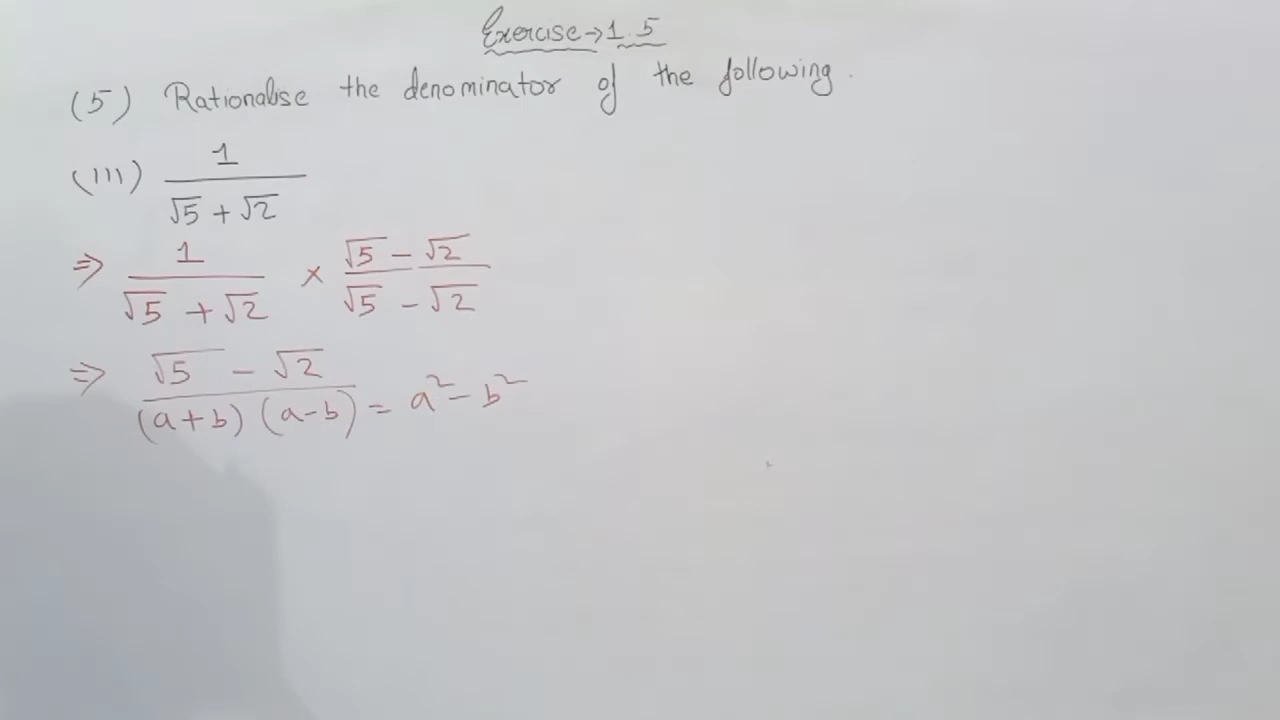 Exercise→1.5
(5) Rationalise the denominator of the following.
(111) 1
√5 + √2
⇒ 1 × √5 - √2
√5 + √2 √5 - √2
⇒ √5 - √2
(a+b) (a-b) = a² - b²